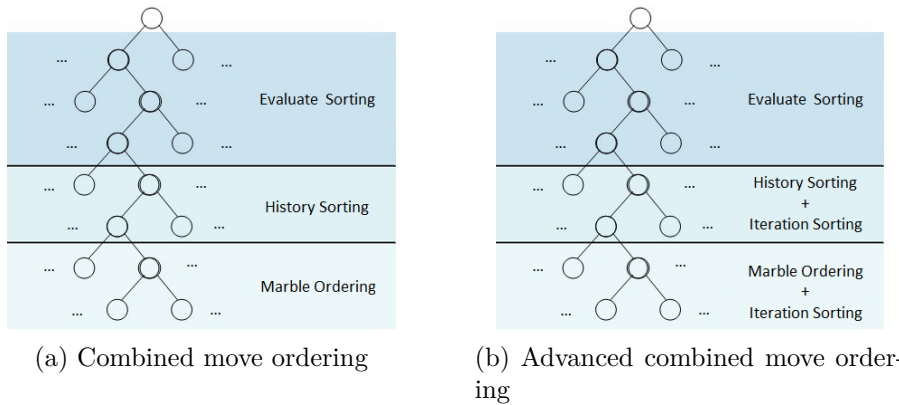 ...
...
...
Evaluate Sorting
...
...
...
...
...
History Sorting
...
...
...
...
Marble Ordering
...
...
(a) Combined move ordering
...
...
...
Evaluate Sorting
...
...
...
...
...
History Sorting
+
Iteration Sorting
...
...
...
...
Marble Ordering
+
Iteration Sorting
...
...
(b) Advanced combined move order-
ing